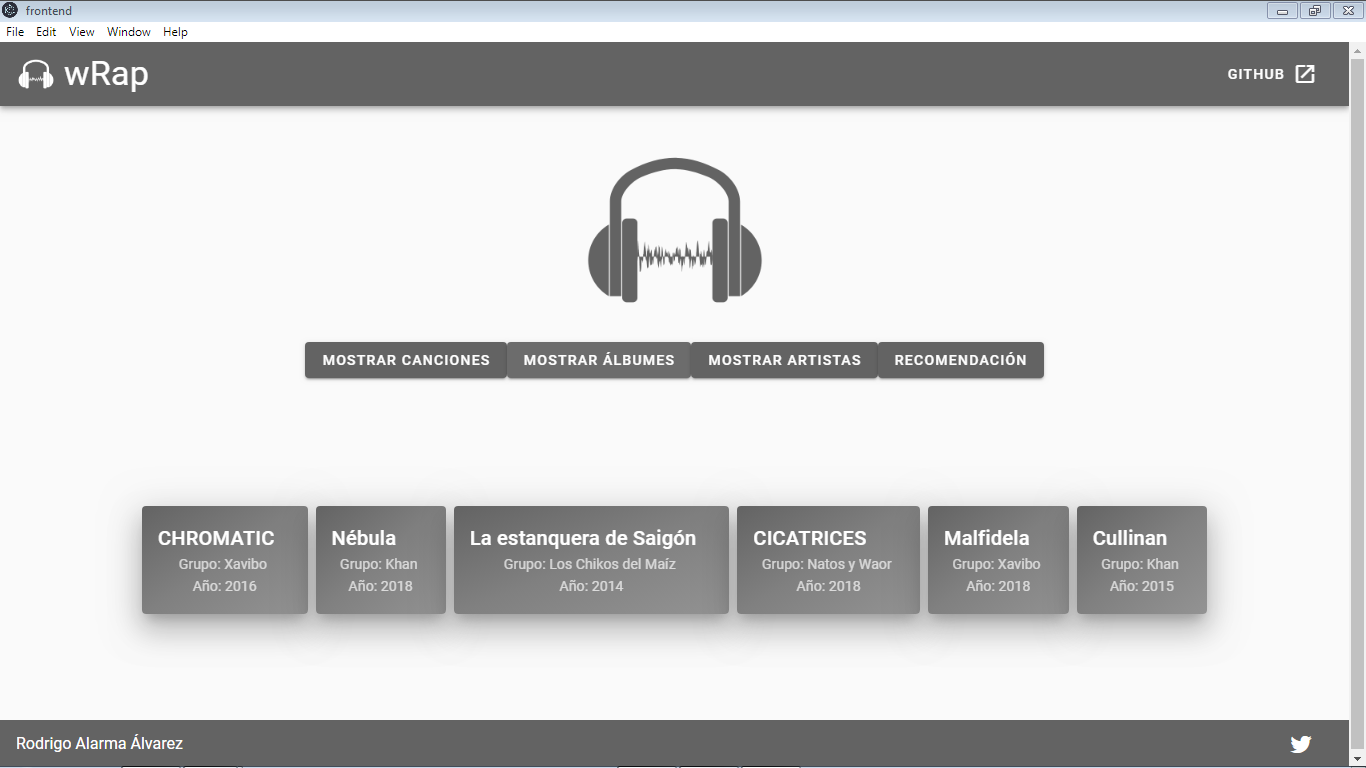 frontend
File Edit View Window Help
wRap
GITHUB
MOSTRAR CANCIONES MOSTRAR ÁLBUMES MOSTRAR ARTISTAS RECOMENDACIÓN
CHROMATIC
Grupo: Xavibo
Año: 2016
Nébula
Grupo: Khan
Año: 2018
La estanquera de Saigón
Grupo: Los Chikos del Maíz
Año: 2014
CICATRICES
Grupo: Natos y Waor
Año: 2018
Malfidela
Grupo: Xavibo
Año: 2018
Cullinan
Grupo: Khan
Año: 2015
Rodrigo Alarma Álvarez